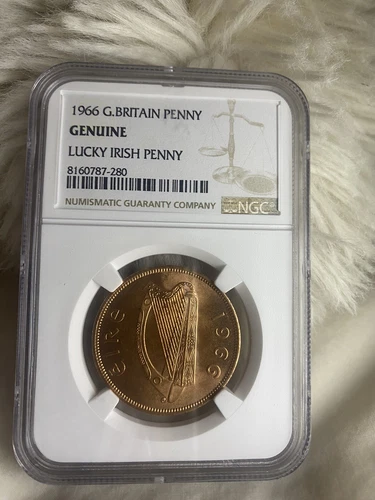 1966 G.BRITAIN PENNY
GENUINE
LUCKY IRISH PENNY
8160787-280
NUMISMATIC GUARANTY COMPANY
NGC
éIRe 1966